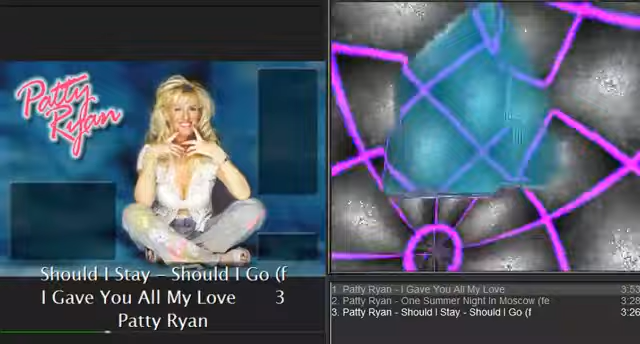 Patty
Ryan
Should I Stay - Should I Go (f
I Gave You All My Love 3
Patty Ryan
1. Patty Ryan - I Gave You All My Love 3:53
2. Patty Ryan - One Summer Night In Moscow (fe 3:28
3. Patty Ryan - Should I Stay - Should I Go (f 3:26